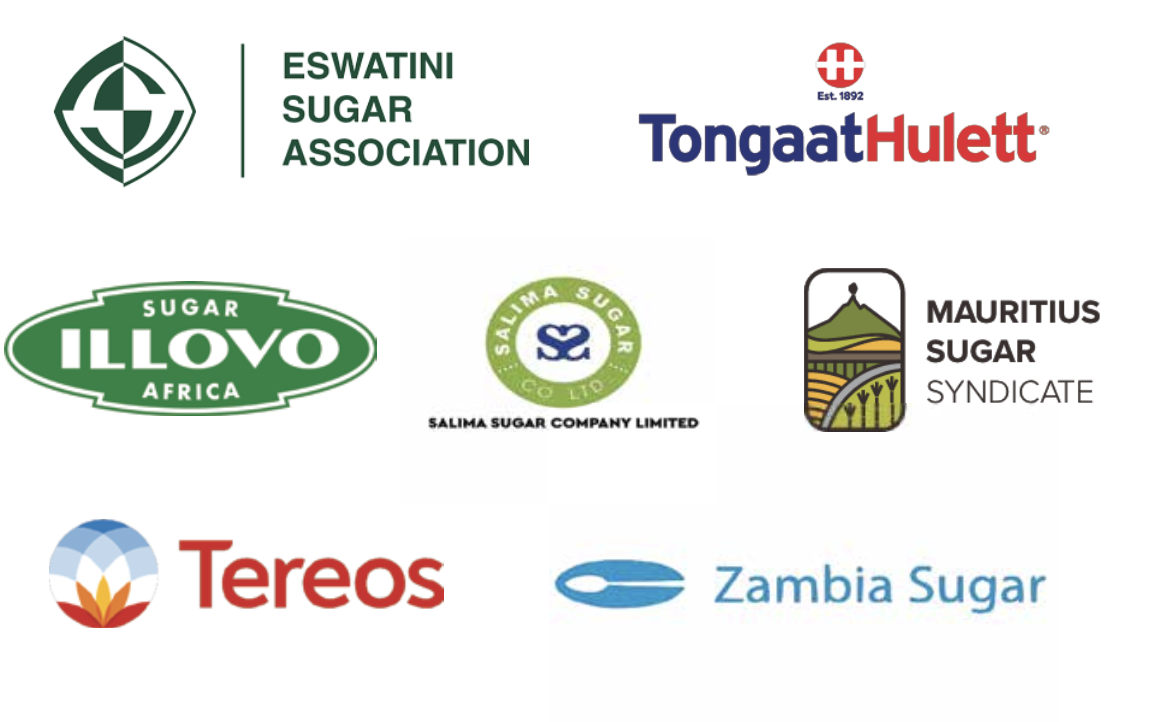 ESWATINI
SUGAR
ASSOCIATION
H
Est. 1892
TongaatHulett®
SUGAR
ILLOVO
AFRICA
SALIMA SUGAR
CO LTD
SALIMA SUGAR COMPANY LIMITED
MAURITIUS
SUGAR
SYNDICATE
Tereos
Zambia Sugar